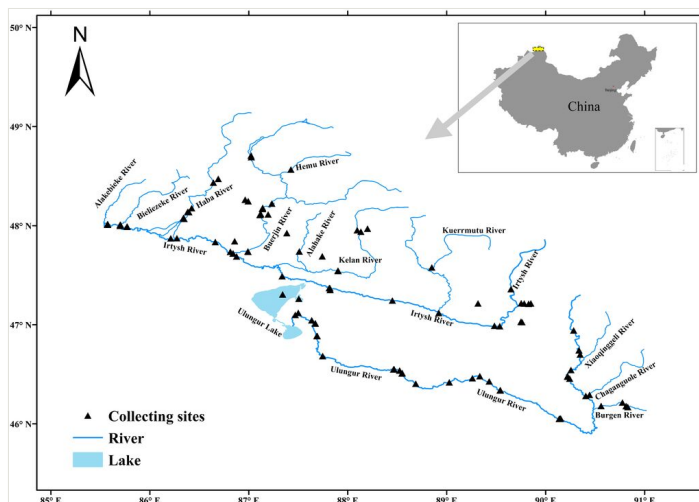 50° N
49° N
48° N
47° N
46° N
N
China
Alakebieke River
Bieliezeke River
Haba River
Hemu River
Buerjin River
Alahake River
Kelan River
Kuerrmutu River
Irtysh River
Irtysh River
Irtysh River
Ulungur Lake
Ulungur River
Ulungur River
Xiaoqinggeli River
Chaganguole River
Burgen River
Collecting sites
River
Lake
85° E
86° E
87° E
88° E
89° E
90° E
91° E